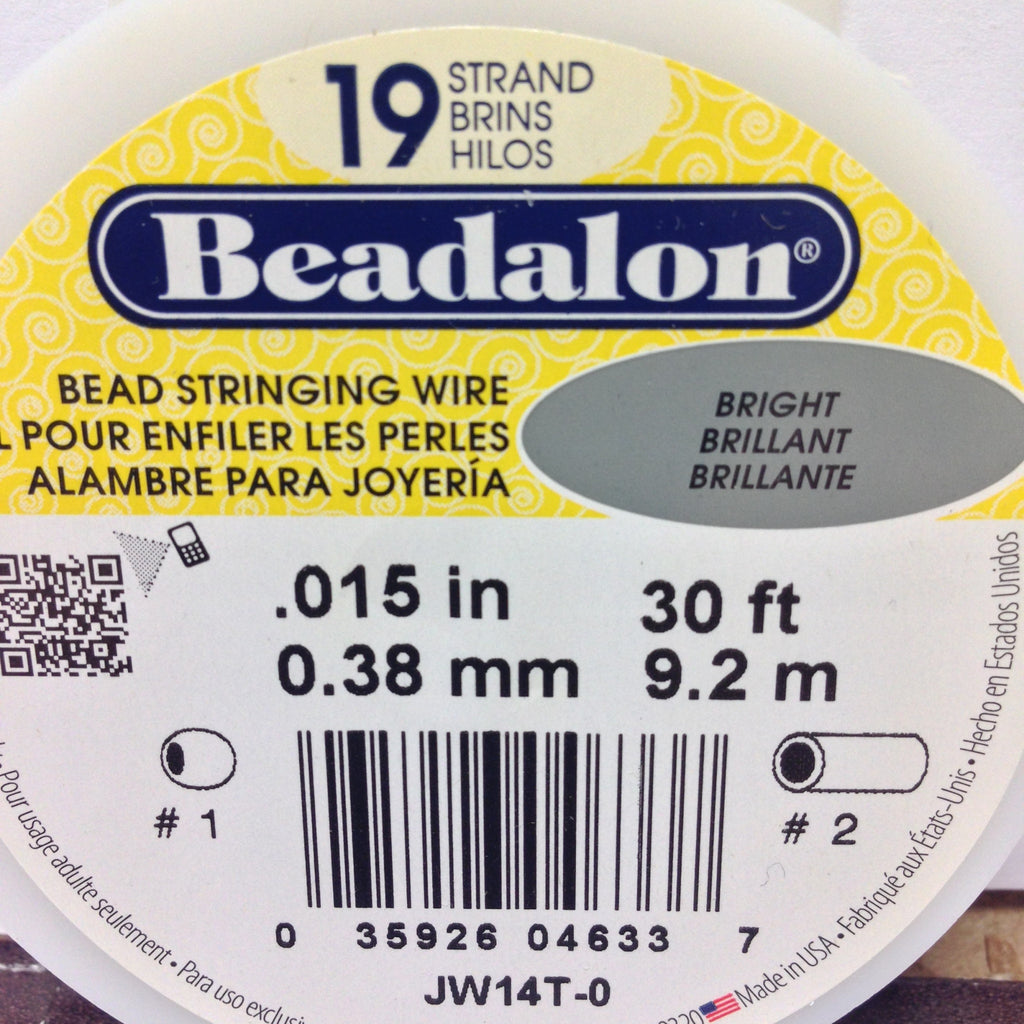 19 STRAND
BRINS
HILOS
Beadalon®
BEAD STRINGING WIRE
POUR ENFILER LES PERLES
ALAMBRE PARA JOYERÍA
BRIGHT
BRILLANT
BRILLANTE
.015 in
0.38 mm
30 ft
9.2 m
# 1
# 2
0 35926 04633 7
JW14T-0
• Pour usage adulte seulement • Para uso
Made in USA • Fabriqué aux États-Unis • Hecho en Estados Unidos